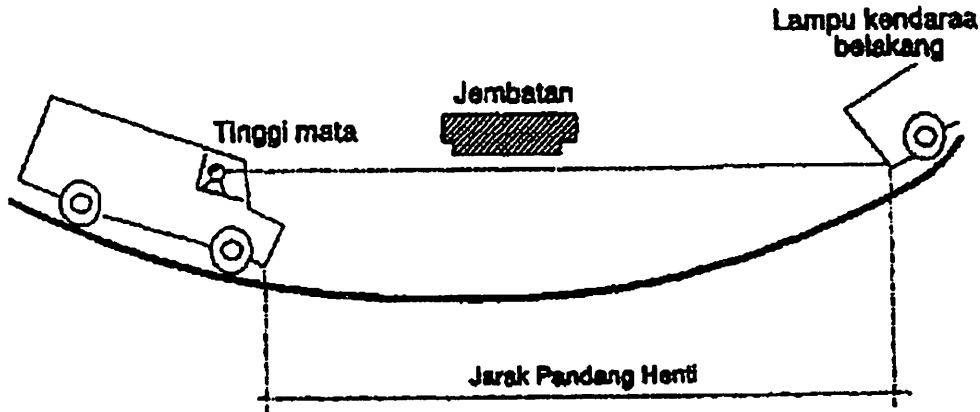 Lampu kendaraa
belakang
Jembatan
Tinggi mata
Jarak Pandang Henti